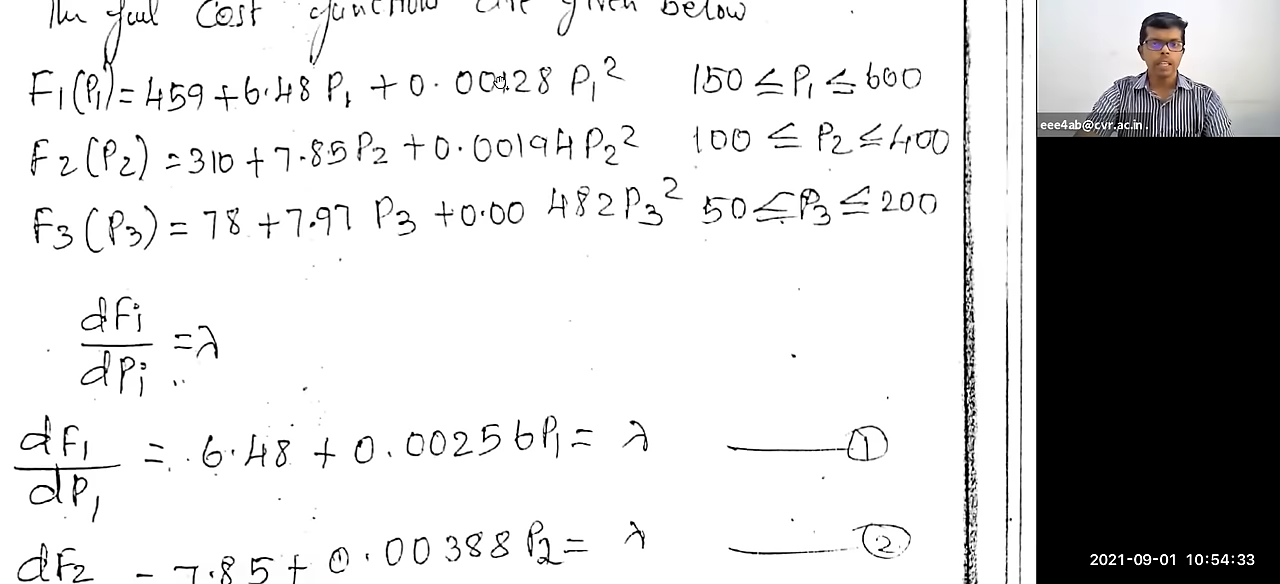 The fuel Cost function are given below
F₁(P₁) = 459 + 6.48 P₁ + 0.00128 P₁² 150 ≤ P₁ ≤ 600
F₂(P₂) = 310 + 7.85 P₂ + 0.00194 P₂² 100 ≤ P₂ ≤ 400
F₃(P₃) = 78 + 7.97 P₃ + 0.00 482 P₃² 50 ≤ P₃ ≤ 200
dFi/dPi = λ
dF₁/dP₁ = 6.48 + 0.00256 P₁ = λ ——— ①
dF₂ = 7.85 + 0.00388 P₂ = λ ——— ②
eee4ab@cvr.ac.in
2021-09-01 10:54:33